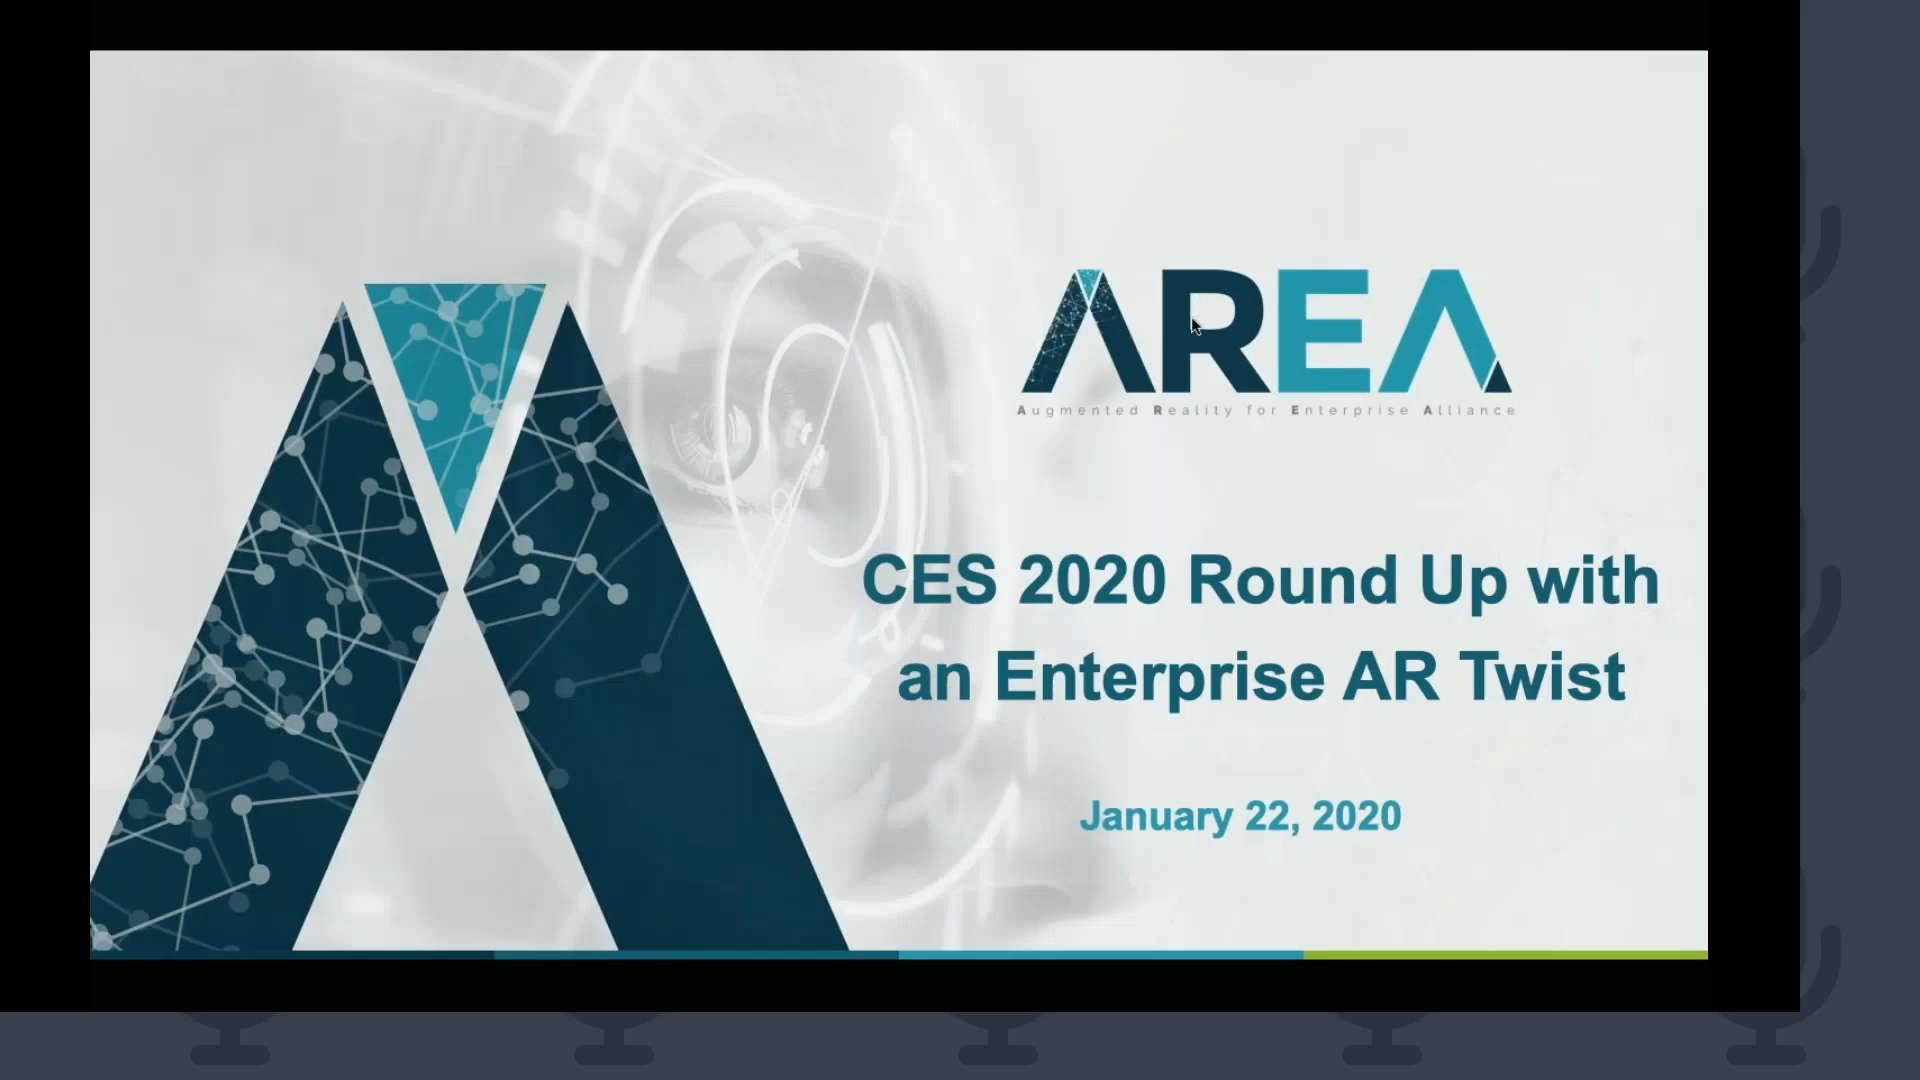 AREA
Augmented Reality for Enterprise Alliance
CES 2020 Round Up with
an Enterprise AR Twist
January 22, 2020